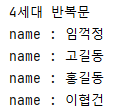 4세대 반복문
name : 임꺽정
name : 고길동
name : 홍길동
name : 이혈건